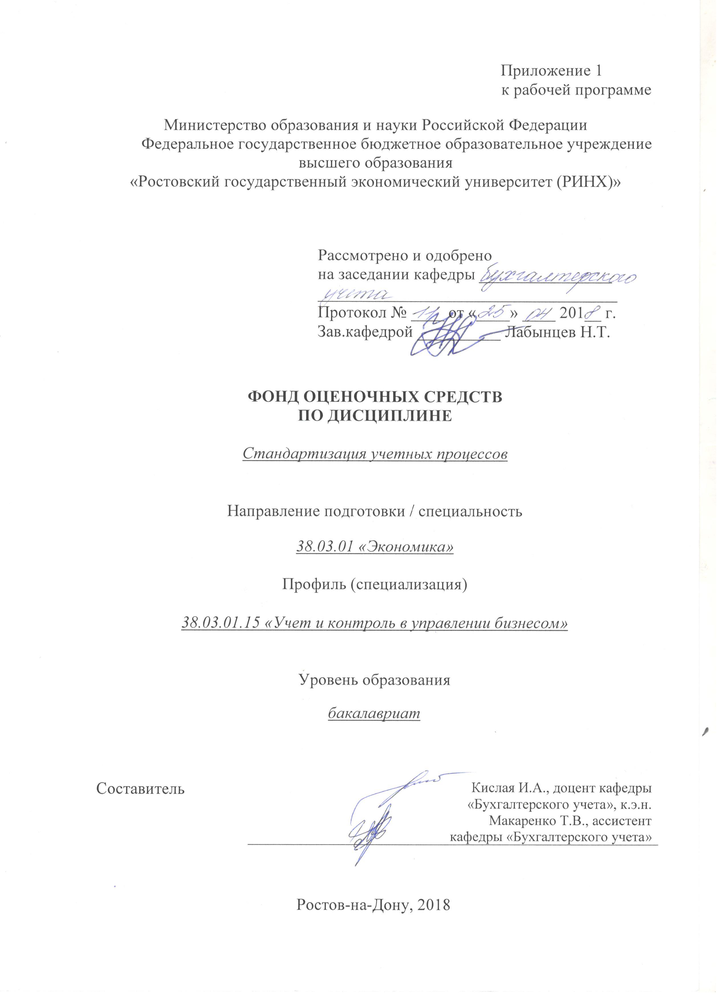 Приложение 1
к рабочей программе
Министерство образования и науки Российской Федерации
Федеральное государственное бюджетное образовательное учреждение
высшего образования
«Ростовский государственный экономический университет (РИНХ)»
Рассмотрено и одобрено
на заседании кафедры бухгалтерского
учета
Протокол № 11 от «25» 04 2018 г.
Зав.кафедрой Лабынцев Н.Т.
ФОНД ОЦЕНОЧНЫХ СРЕДСТВ
ПО ДИСЦИПЛИНЕ
Стандартизация учетных процессов
Направление подготовки / специальность
38.03.01 «Экономика»
Профиль (специализация)
38.03.01.15 «Учет и контроль в управлении бизнесом»
Уровень образования
бакалавриат
Составитель Кислая И.А., доцент кафедры
«Бухгалтерского учета», к.э.н.
Макаренко Т.В., ассистент
кафедры «Бухгалтерского учета»
Ростов-на-Дону, 2018